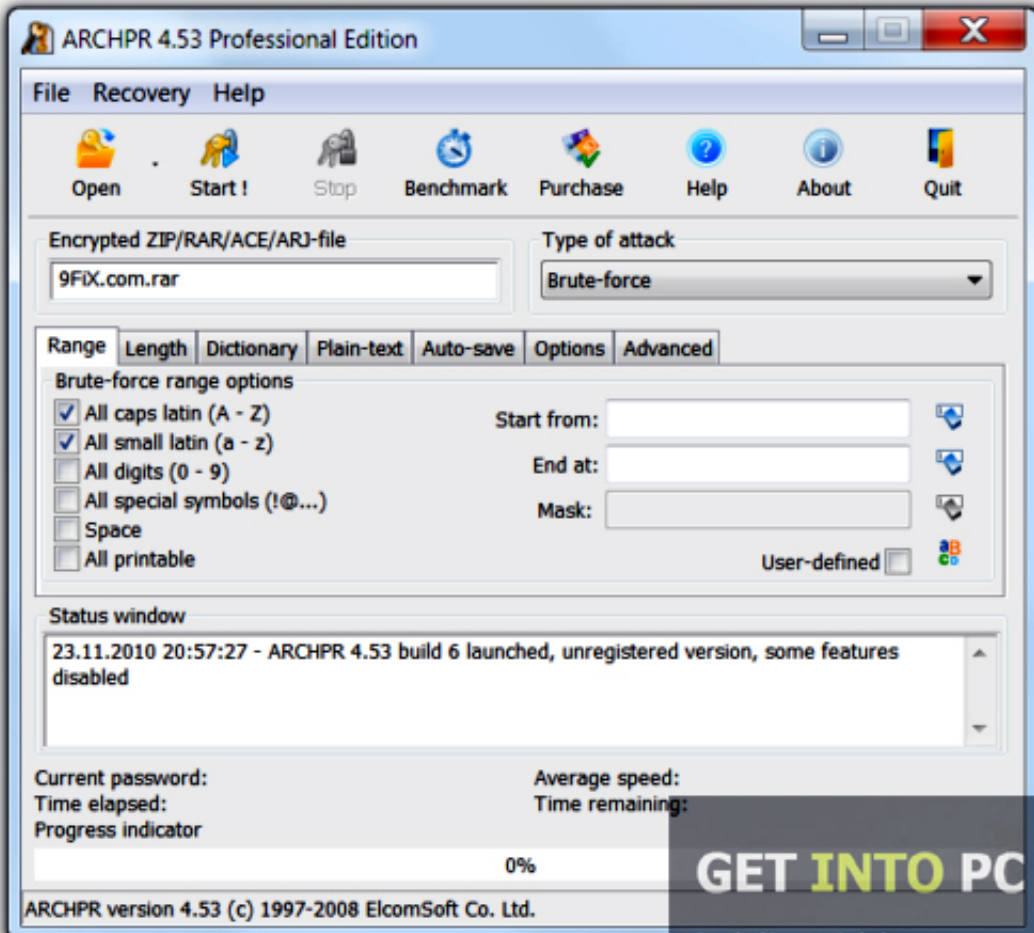 ARCHPR 4.53 Professional Edition
File Recovery Help
Open Start ! Stop Benchmark Purchase Help About Quit
Encrypted ZIP/RAR/ACE/ARJ-file
9FiX.com.rar
Type of attack
Brute-force
Range Length Dictionary Plain-text Auto-save Options Advanced
Brute-force range options
All caps latin (A - Z)
All small latin (a - z)
All digits (0 - 9)
All special symbols (!@...)
Space
All printable
Start from:
End at:
Mask:
User-defined
Status window
23.11.2010 20:57:27 - ARCHPR 4.53 build 6 launched, unregistered version, some features
disabled
Current password:
Average speed:
Time elapsed:
Time remaining:
Progress indicator
0%
ARCHPR version 4.53 (c) 1997-2008 ElcomSoft Co. Ltd.
GET INTO PC